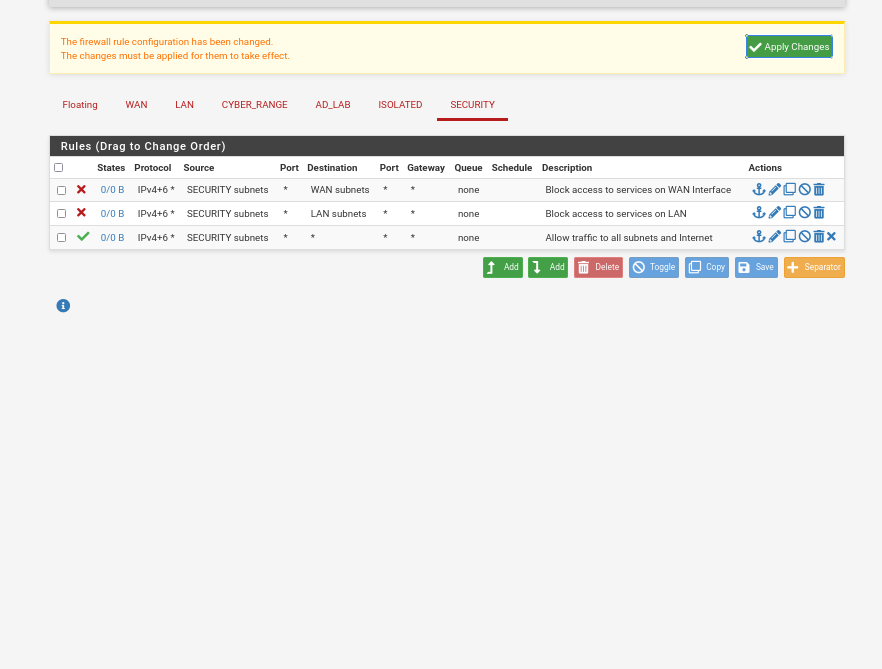 The firewall rule configuration has been changed.
The changes must be applied for them to take effect.
Apply Changes
Floating WAN LAN CYBER_RANGE AD_LAB ISOLATED SECURITY
Rules (Drag to Change Order)
States Protocol Source Port Destination Port Gateway Queue Schedule Description Actions
0/0 B IPv4+6 * SECURITY subnets * WAN subnets * * none Block access to services on WAN Interface
0/0 B IPv4+6 * SECURITY subnets * LAN subnets * * none Block access to services on LAN
0/0 B IPv4+6 * SECURITY subnets * * * * none Allow traffic to all subnets and Internet
Add Add Delete Toggle Copy Save Separator